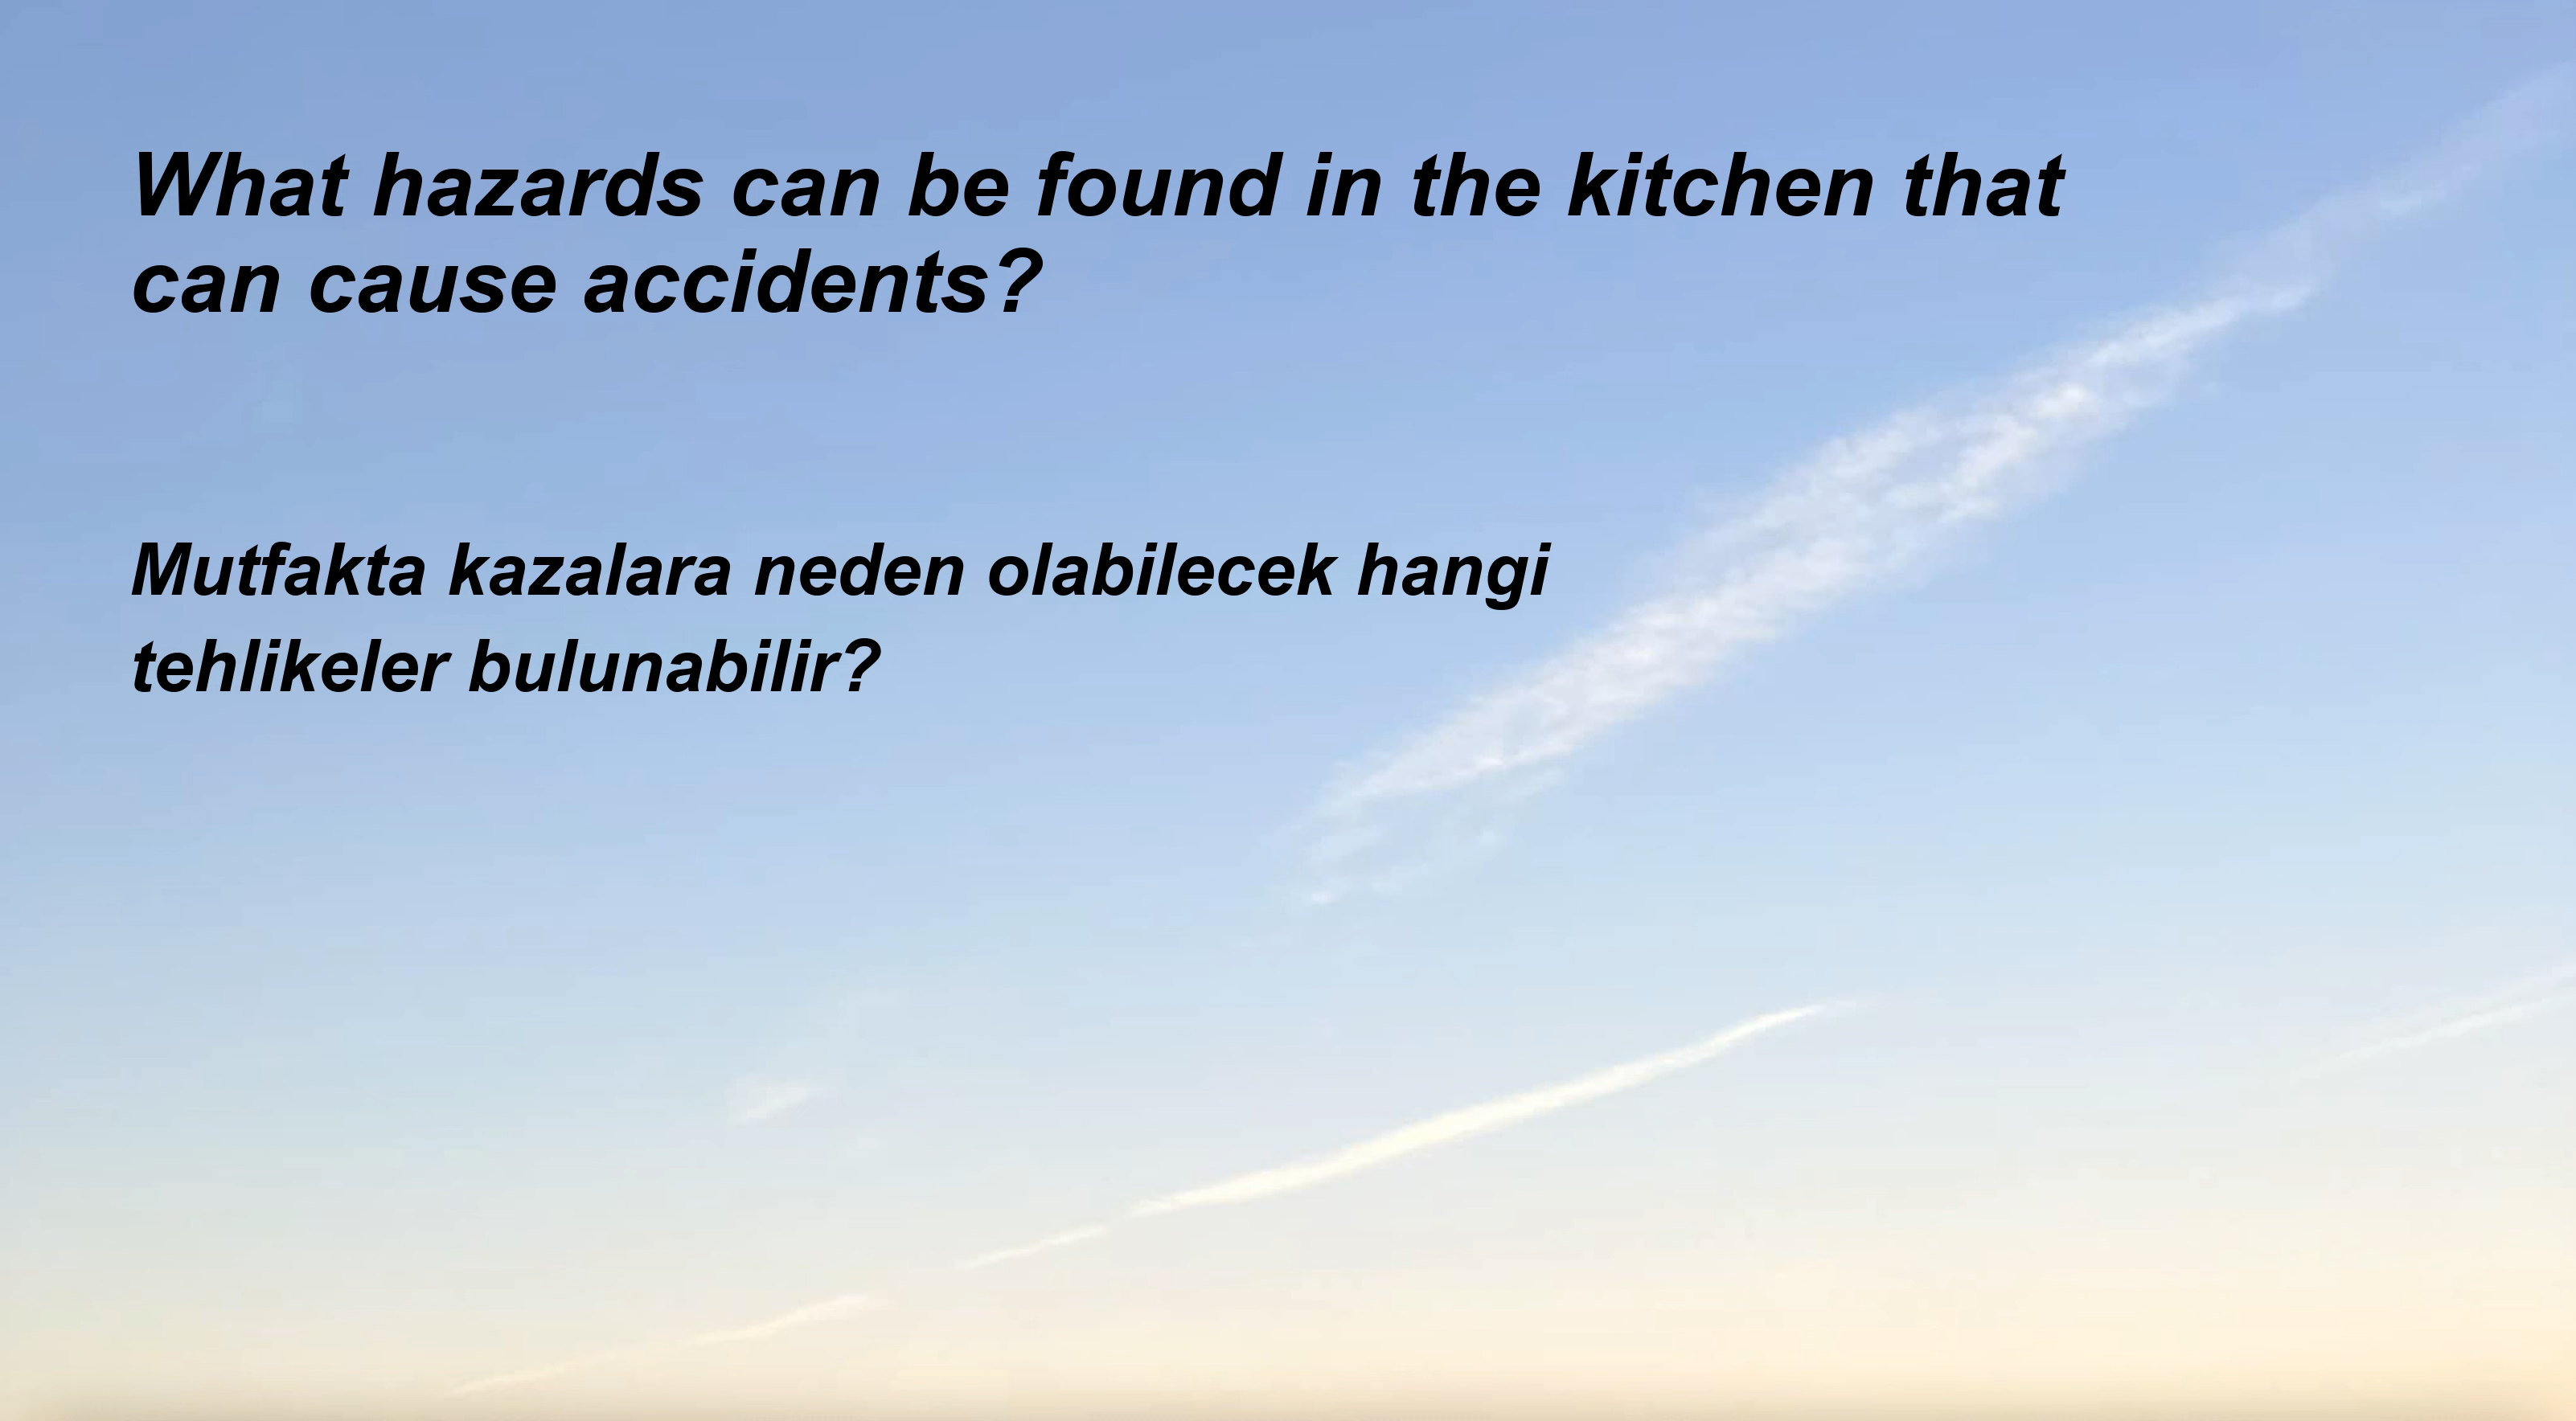 What hazards can be found in the kitchen that
can cause accidents?
Mutfakta kazalara neden olabilecek hangi
tehlikeler bulunabilir?